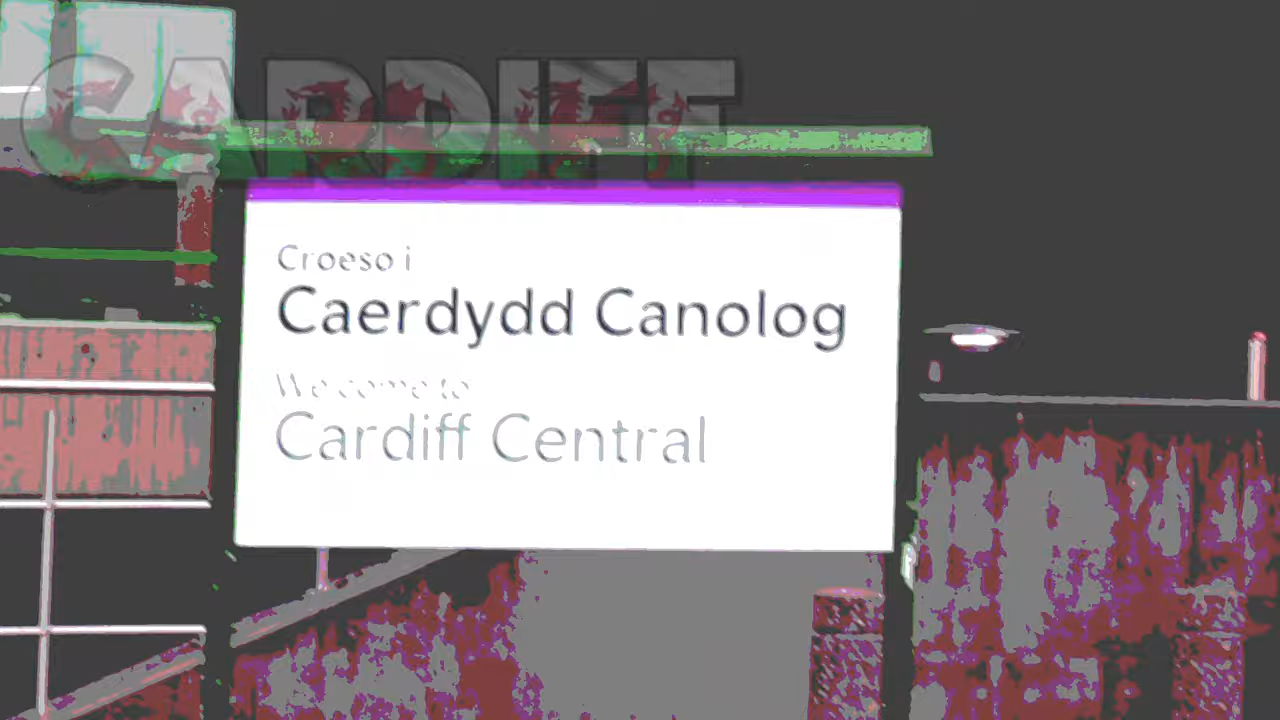 CARDIFF
Croeso i
Caerdydd Canolog
Welcome to
Cardiff Central